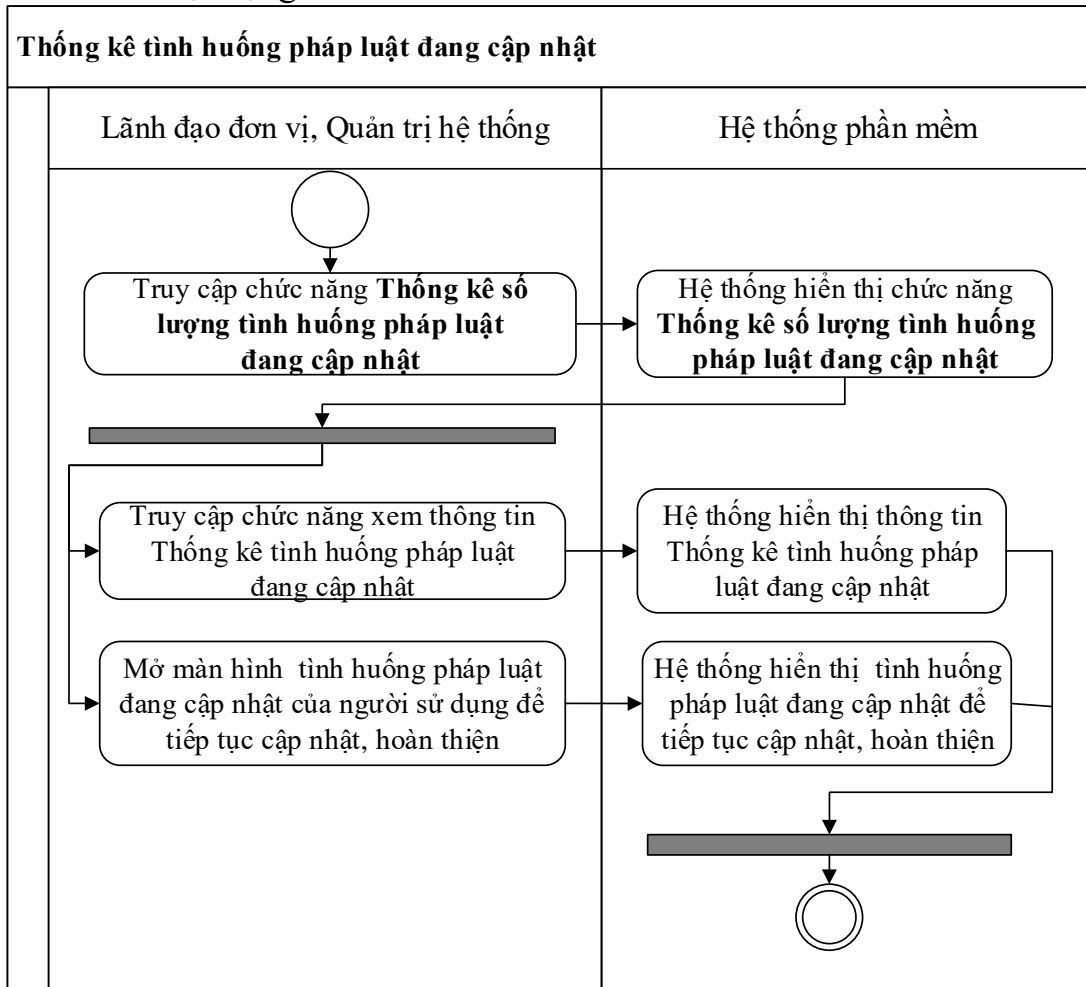 Thống kê tình huống pháp luật đang cập nhật
Lãnh đạo đơn vị, Quản trị hệ thống
Hệ thống phần mềm
Truy cập chức năng Thống kê số
lượng tình huống pháp luật
đang cập nhật
Hệ thống hiển thị chức năng
Thống kê số lượng tình huống
pháp luật đang cập nhật
Truy cập chức năng xem thông tin
Thống kê tình huống pháp luật
đang cập nhật
Hệ thống hiển thị thông tin
Thống kê tình huống pháp
luật đang cập nhật
Mở màn hình tình huống pháp luật
đang cập nhật của người sử dụng để
tiếp tục cập nhật, hoàn thiện
Hệ thống hiển thị tình huống
pháp luật đang cập nhật để
tiếp tục cập nhật, hoàn thiện